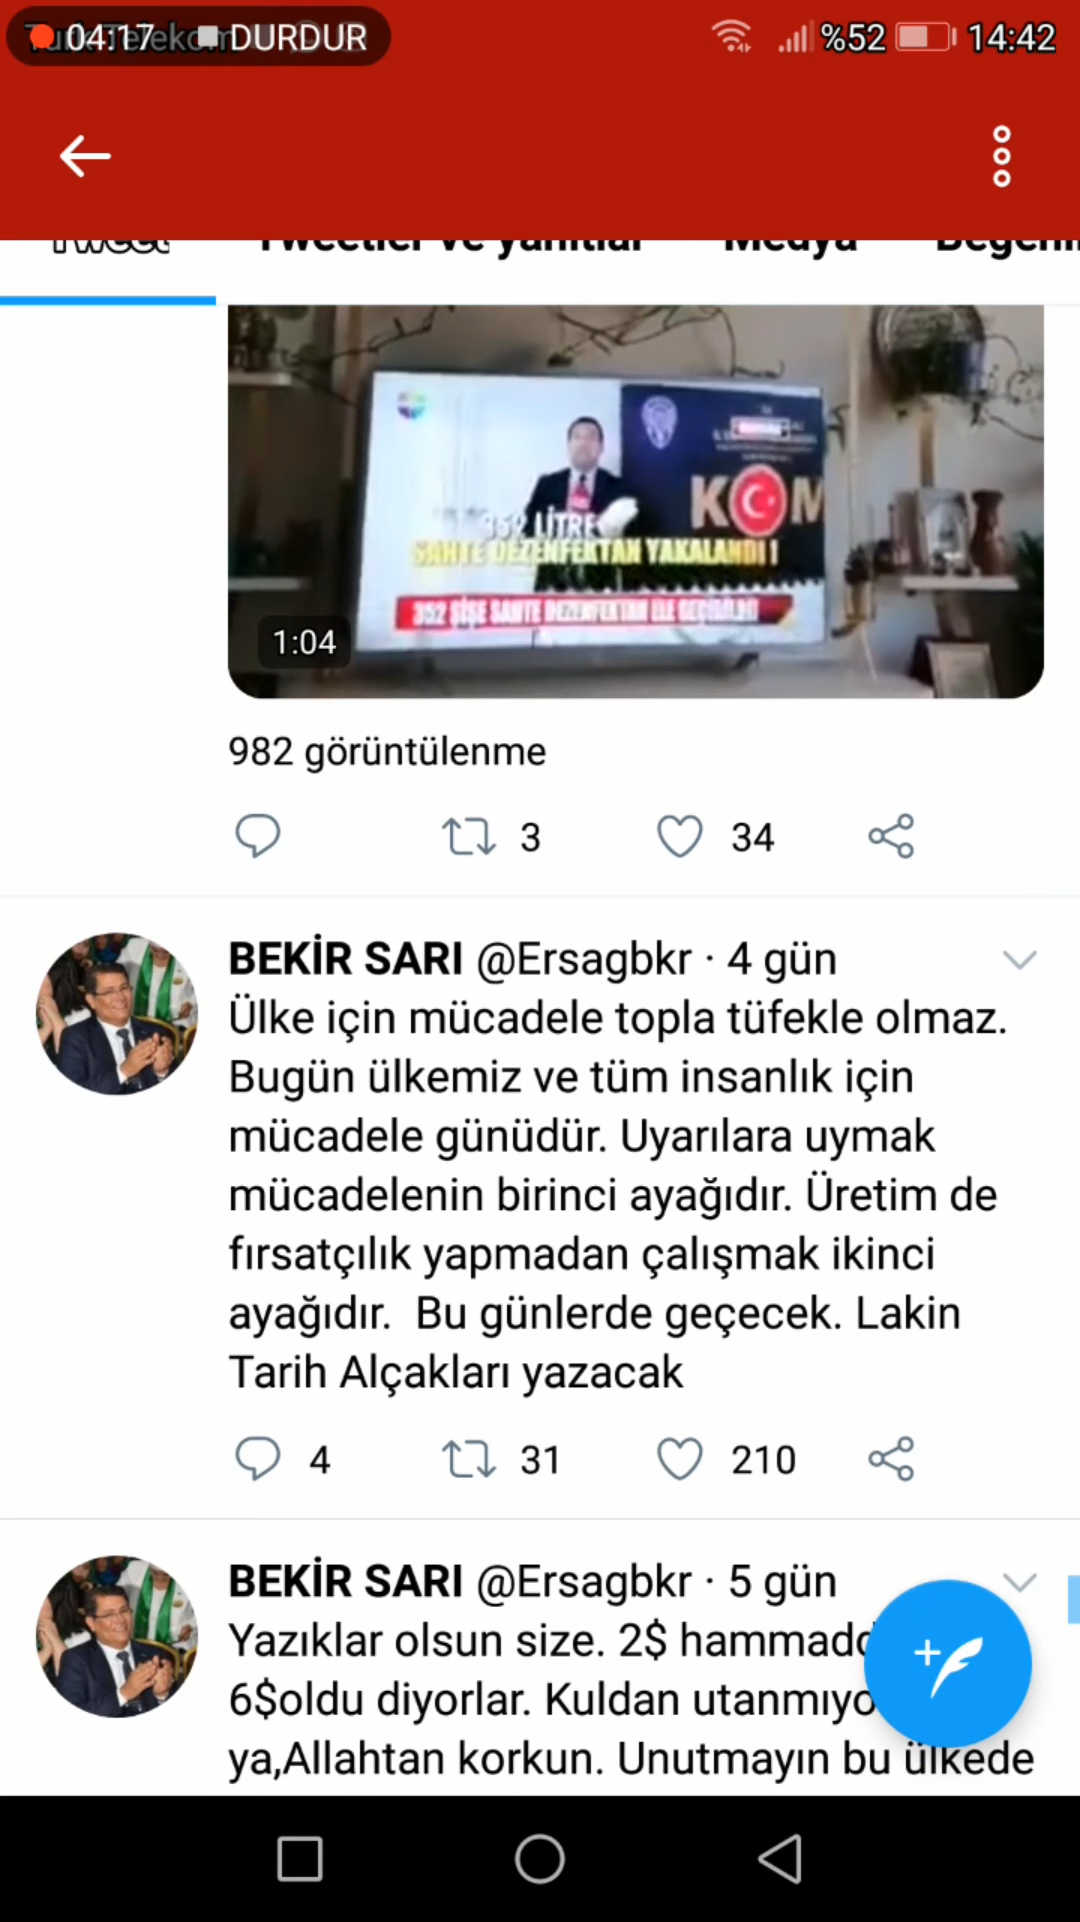 04:17 DURDUR
%52 14:42
Tweet Tweetler ve yanıtlar Medya
352 LİTRE
SAHTE DEZENFEKTAN YAKALANDI !
KOM
352 ŞİŞE SAHTE DEZENFEKTAN ELE GEÇİRİLDİ
1:04
982 görüntülenme
3 34
BEKİR SARI @Ersagbkr · 4 gün
Ülke için mücadele topla tüfekle olmaz.
Bugün ülkemiz ve tüm insanlık için
mücadele günüdür. Uyarılara uymak
mücadelenin birinci ayağıdır. Üretim de
fırsatçılık yapmadan çalışmak ikinci
ayağıdır.  Bu günlerde geçecek. Lakin
Tarih Alçakları yazacak
4 31 210
BEKİR SARI @Ersagbkr · 5 gün
Yazıklar olsun size. 2$
6$oldu diyorlar. Kuldan
ya,Allahtan korkun. Unutmayın bu ülkede